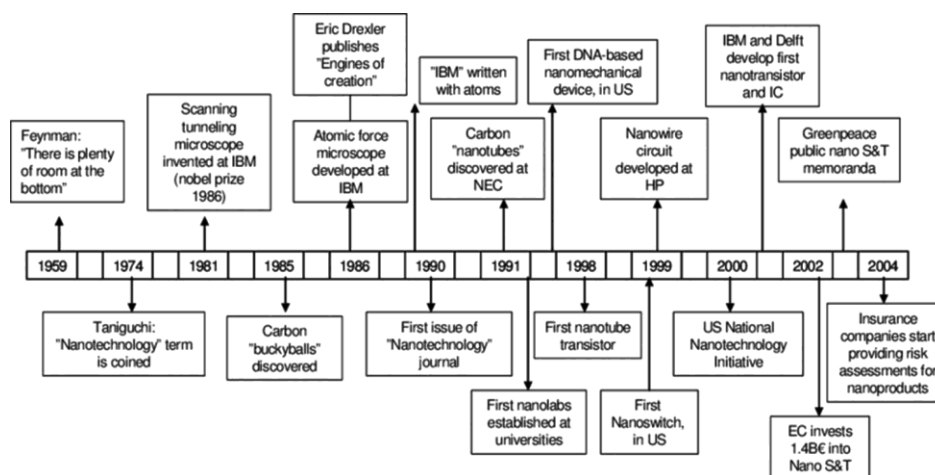 Feynman:
"There is plenty
of room at the
bottom"
Scanning
tunneling
microscope
invented at IBM
(nobel prize
1986)
Eric Drexler
publishes
"Engines of
creation"
Atomic force
microscope
developed at
IBM
"IBM" written
with atoms
Carbon
"nanotubes"
discovered at
NEC
First DNA-based
nanomechanical
device, in US
Nanowire
circuit
developed at
HP
IBM and Delft
develop first
nanotransistor
and IC
Greenpeace
public nano S&T
memoranda
1959 1974 1981 1985 1986 1990 1991 1998 1999 2000 2002 2004
Taniguchi:
"Nanotechnology" term
is coined
Carbon
"buckyballs"
discovered
First issue of
"Nanotechnology"
journal
First nanolabs
established at
universities
First nanotube
transistor
First
Nanoswitch,
in US
US National
Nanotechnology
Initiative
EC invests
1.4B€ into
Nano S&T
Insurance
companies start
providing risk
assessments for
nanoproducts